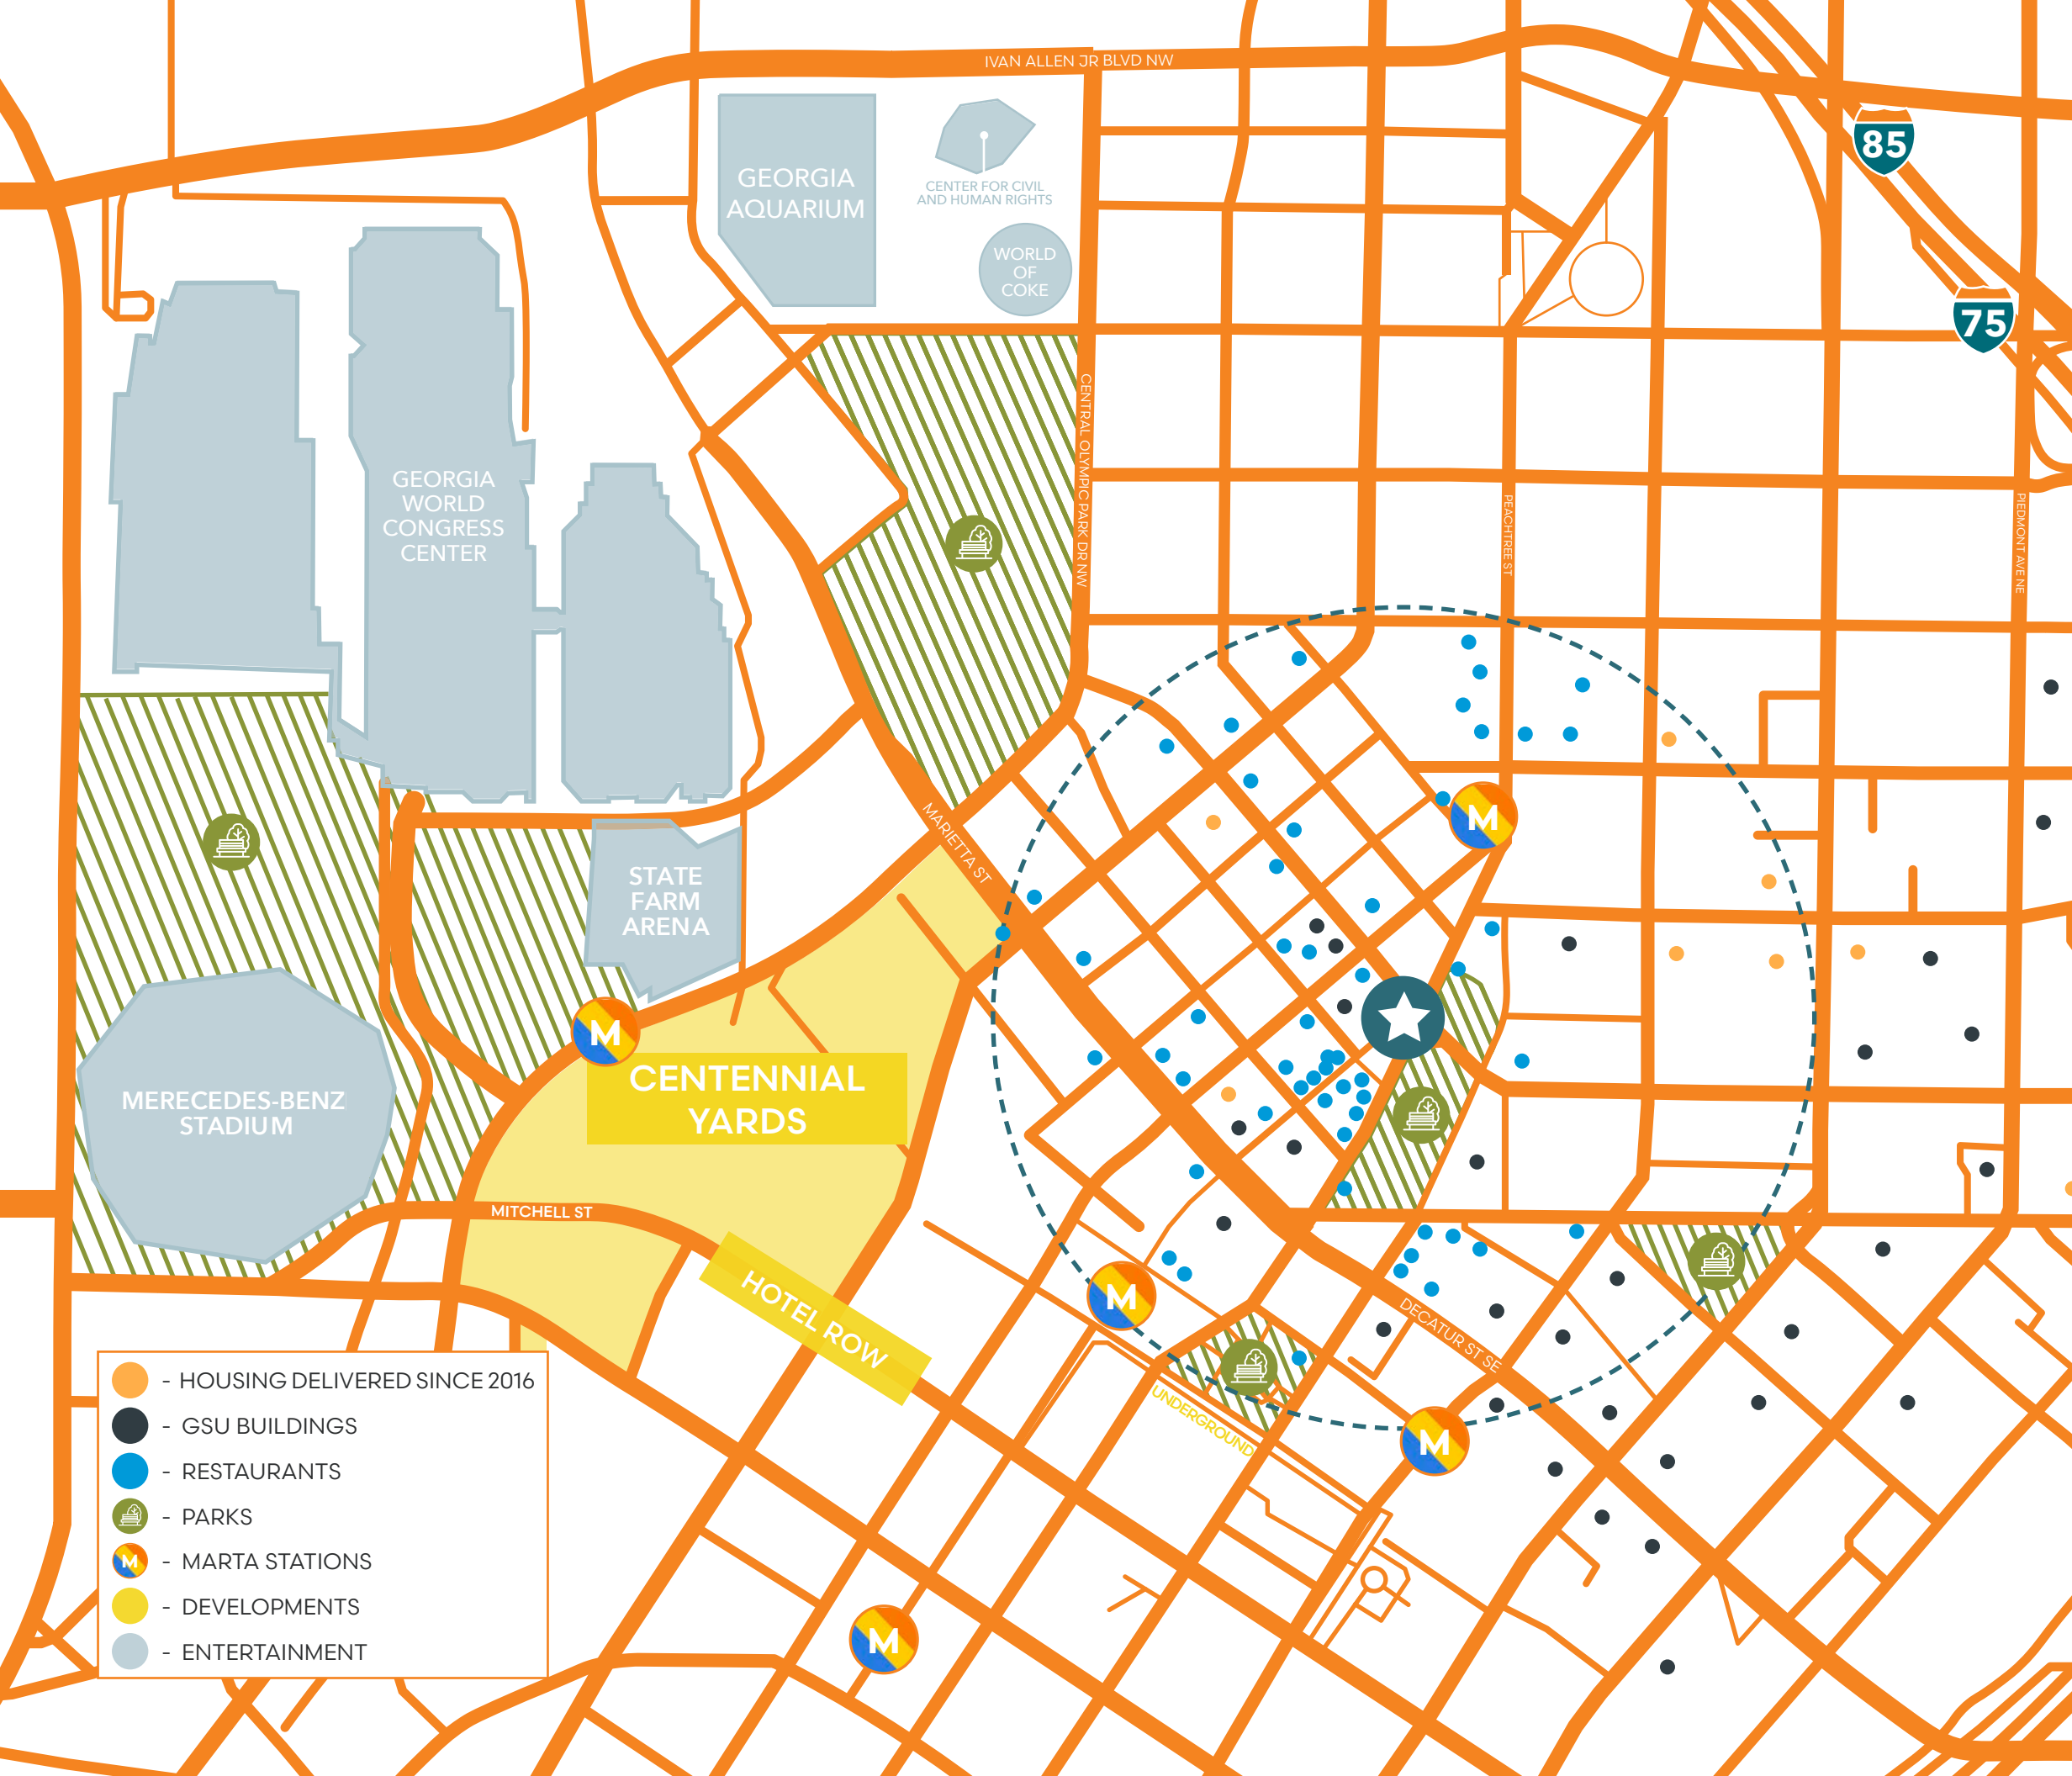 IVAN ALLEN JR BLVD NW
85
GEORGIA
AQUARIUM
CENTER FOR CIVIL
AND HUMAN RIGHTS
WORLD
OF
COKE
75
CENTRAL OLYMPIC PARK DR NW
PEACHTREE ST
PIEDMONT AVE NE
GEORGIA
WORLD
CONGRESS
CENTER
MARIETTA ST
M
STATE
FARM
ARENA
M
CENTENNIAL
YARDS
MERECEDES-BENZ
STADIUM
MITCHELL ST
HOTEL ROW
M
DECATUR ST SE
UNDERGROUND
M
M
- HOUSING DELIVERED SINCE 2016
- GSU BUILDINGS
- RESTAURANTS
- PARKS
M - MARTA STATIONS
- DEVELOPMENTS
- ENTERTAINMENT